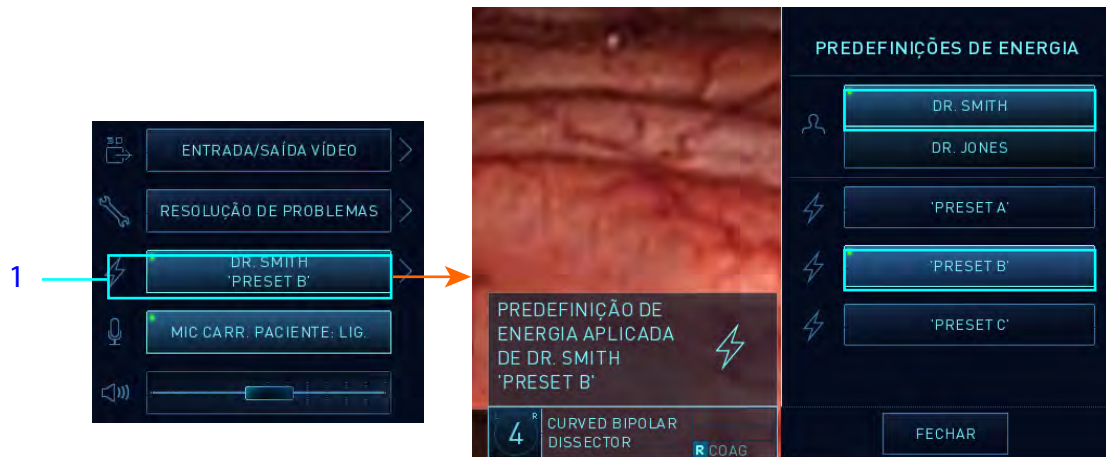 1
3D
ENTRADA/SAÍDA VÍDEO
RESOLUÇÃO DE PROBLEMAS
DR. SMITH
'PRESET B'
MIC CARR. PACIENTE: LIG.
PREDEFINIÇÃO DE
ENERGIA APLICADA
DE DR. SMITH
'PRESET B'
L R
4
CURVED BIPOLAR
DISSECTOR
R COAG
PREDEFINIÇÕES DE ENERGIA
DR. SMITH
DR. JONES
'PRESET A'
'PRESET B'
'PRESET C'
FECHAR